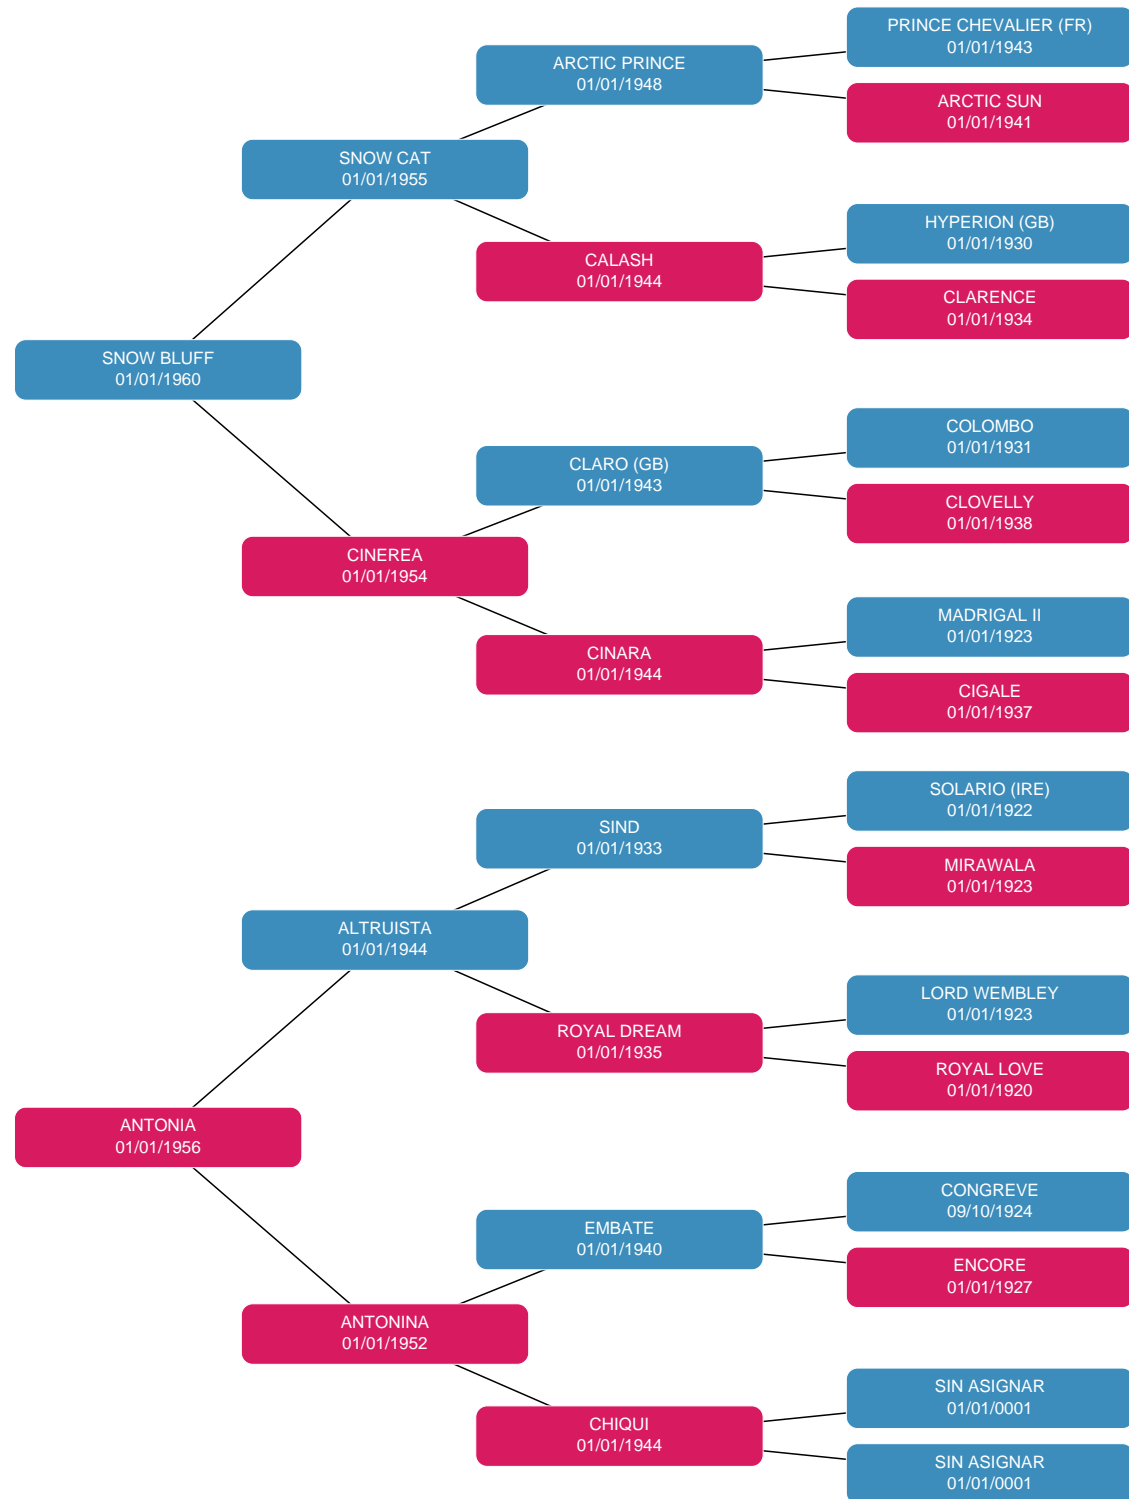 PRINCE CHEVALIER (FR)
01/01/1943
ARCTIC PRINCE
01/01/1948
ARCTIC SUN
01/01/1941
SNOW CAT
01/01/1955
HYPERION (GB)
01/01/1930
CALASH
01/01/1944
CLARENCE
01/01/1934
SNOW BLUFF
01/01/1960
COLOMBO
01/01/1931
CLARO (GB)
01/01/1943
CLOVELLY
01/01/1938
CINEREA
01/01/1954
MADRIGAL II
01/01/1923
CINARA
01/01/1944
CIGALE
01/01/1937
SOLARIO (IRE)
01/01/1922
SIND
01/01/1933
MIRAWALA
01/01/1923
ALTRUISTA
01/01/1944
LORD WEMBLEY
01/01/1923
ROYAL DREAM
01/01/1935
ROYAL LOVE
01/01/1920
ANTONIA
01/01/1956
CONGREVE
09/10/1924
EMBATE
01/01/1940
ENCORE
01/01/1927
ANTONINA
01/01/1952
SIN ASIGNAR
01/01/0001
CHIQUI
01/01/1944
SIN ASIGNAR
01/01/0001